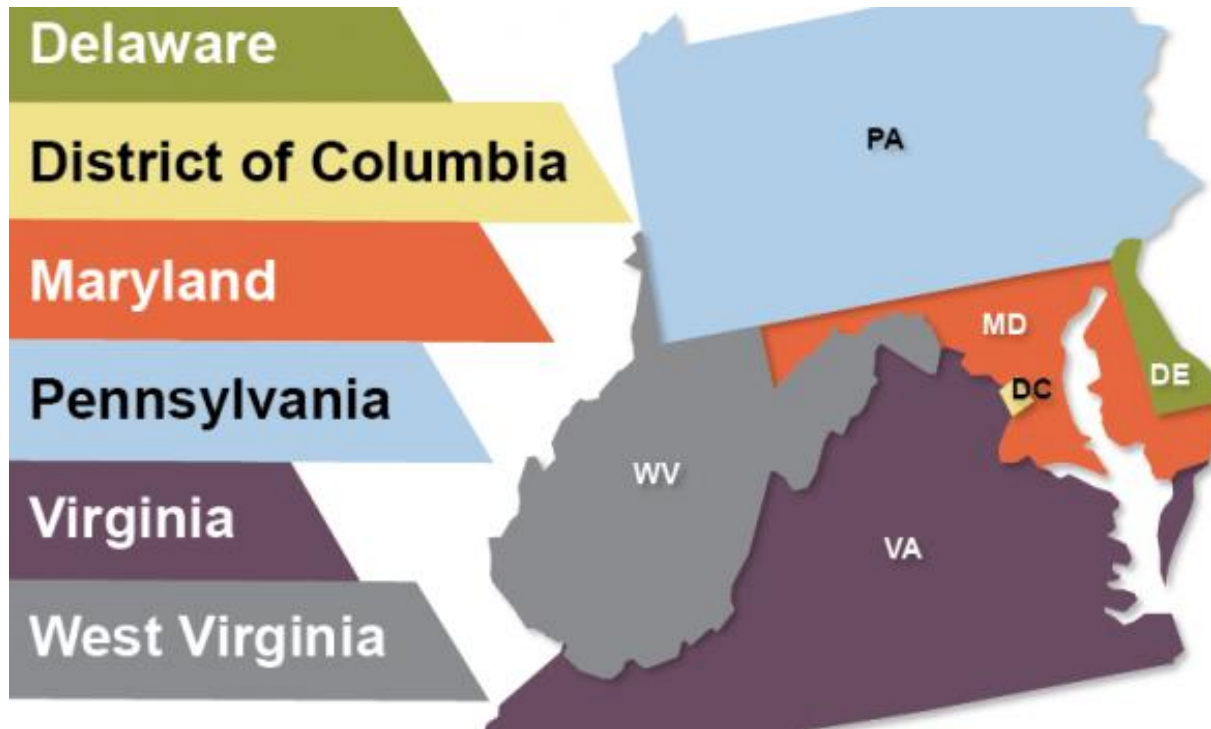 Delaware
District of Columbia
Maryland
Pennsylvania
Virginia
West Virginia
PA
MD
DE
DC
WV
VA